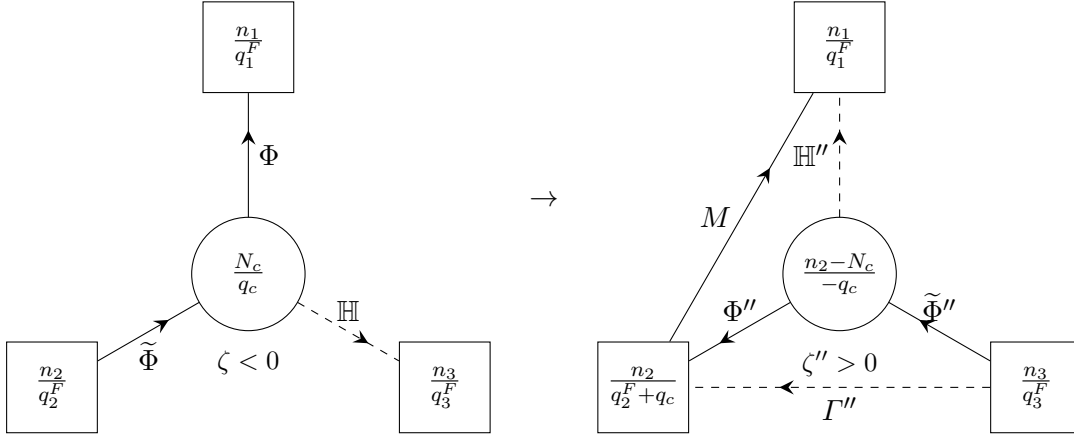 n_1/q_1^F
Φ
N_c/q_c
ℍ
Φ̃
ζ < 0
n_2/q_2^F
n_3/q_3^F
→
n_1/q_1^F
ℍ″
M
n_2−N_c/−q_c
Φ″
Φ̃″
ζ″ > 0
n_2/q_2^F+q_c
Γ″
n_3/q_3^F